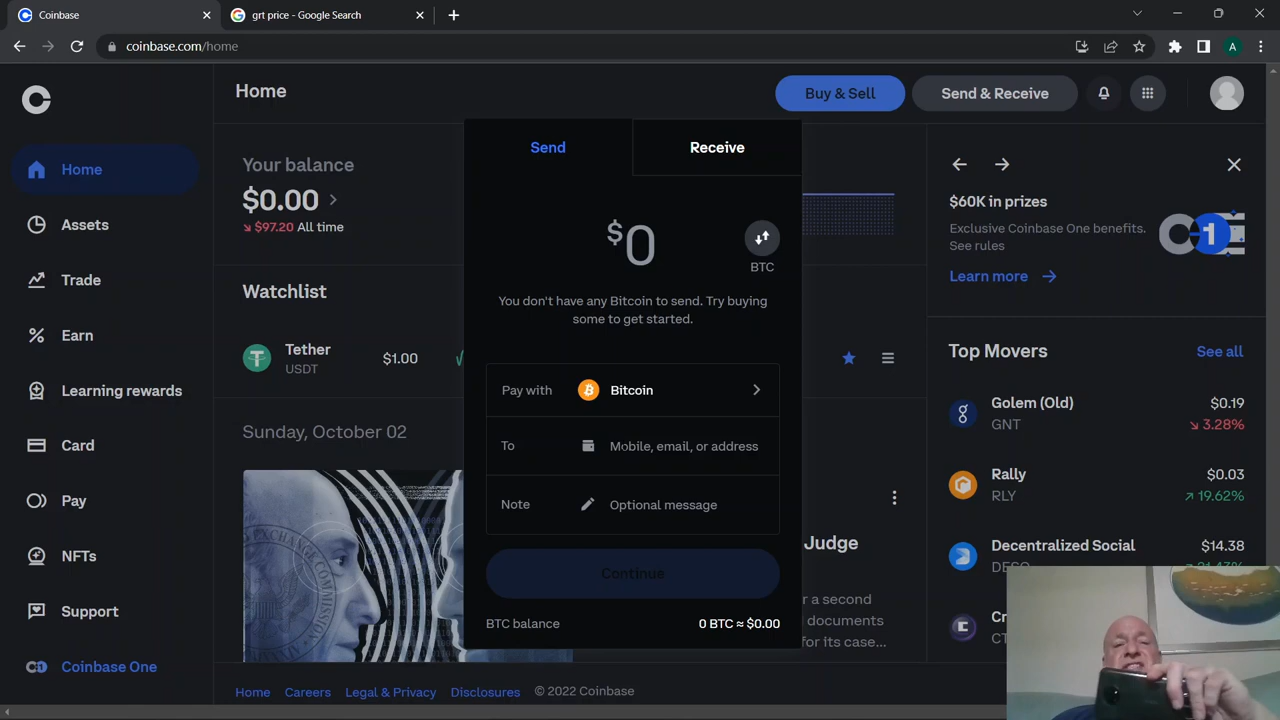 Coinbase
grt price - Google Search
coinbase.com/home
A
Home
Buy & Sell
Send & Receive
Home
Assets
Trade
Earn
Learning rewards
Card
Pay
NFTs
Support
Coinbase One
Your balance
$0.00
$97.20 All time
Watchlist
Tether
USDT
$1.00
Sunday, October 02
EXCHANGE COMMISSION
Send
Receive
$0
BTC
You don't have any Bitcoin to send. Try buying
some to get started.
Pay with
Bitcoin
To
Mobile, email, or address
Note
Optional message
Continue
BTC balance
0 BTC ≈ $0.00
Judge
r a second
documents
for its case...
$60K in prizes
Exclusive Coinbase One benefits.
See rules
Learn more
1
Top Movers
See all
Golem (Old)
GNT
$0.19
3.28%
Rally
RLY
$0.03
19.62%
Decentralized Social
$14.38
Home
Careers
Legal & Privacy
Disclosures
© 2022 Coinbase